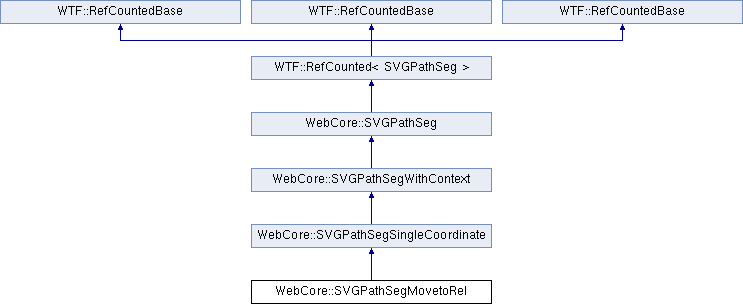 WTF::RefCountedBase
WTF::RefCountedBase
WTF::RefCountedBase
WTF::RefCounted< SVGPathSeg >
WebCore::SVGPathSeg
WebCore::SVGPathSegWithContext
WebCore::SVGPathSegSingleCoordinate
WebCore::SVGPathSegMovetoRel